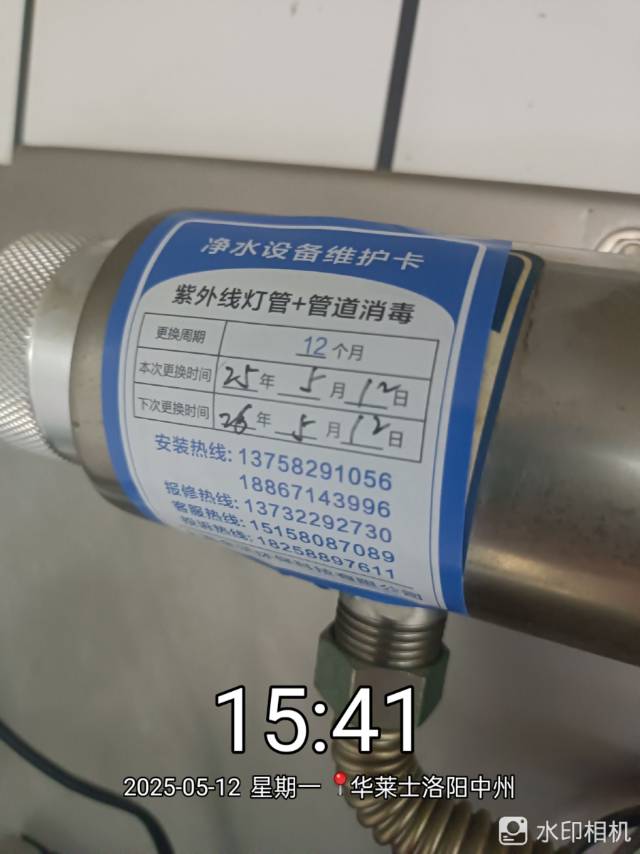 净水设备维护卡
紫外线灯管+管道消毒
更换周期 12个月
本次更换时间 25年 5月12日
下次更换时间 26年 5月12日
安装热线: 13758291056
18867143996
报修热线: 13732292730
客服热线: 15158087089
投诉热线: 18258897611
15:41
2025-05-12 星期一 华莱士洛阳中州
水印相机